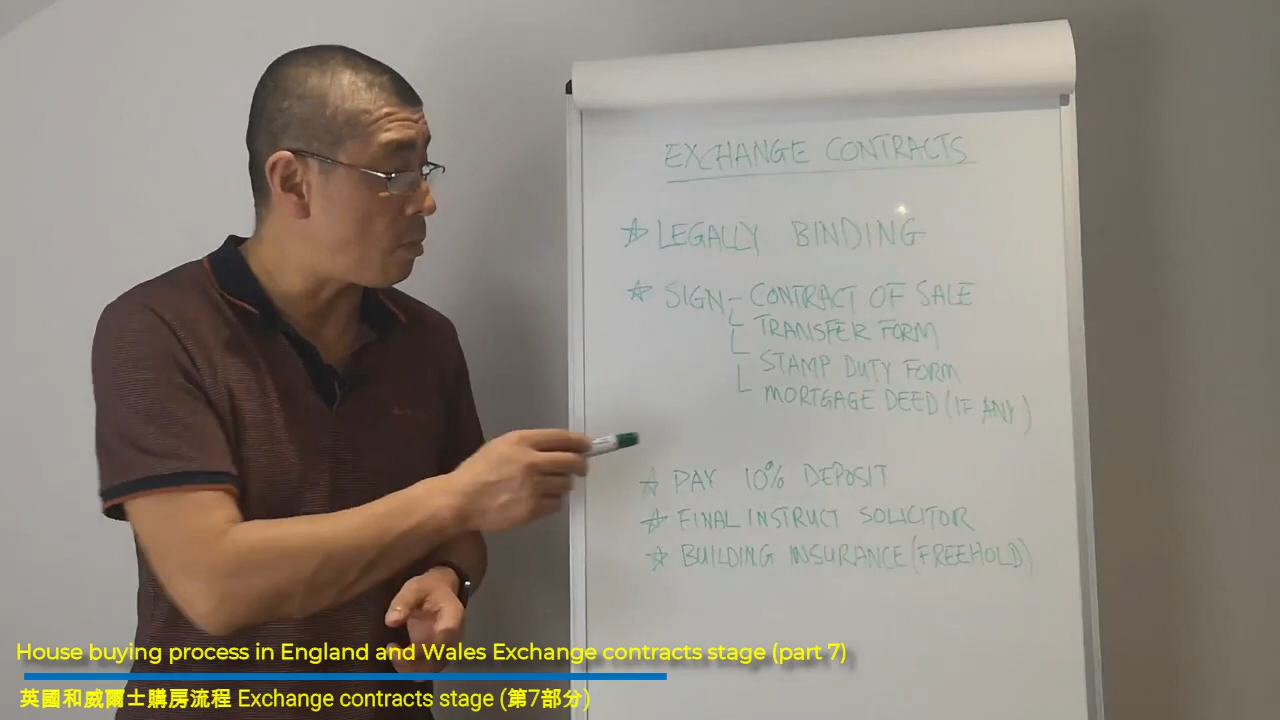 EXCHANGE CONTRACTS
LEGALLY BINDING
SIGN - CONTRACT OF SALE
TRANSFER FORM
STAMP DUTY FORM
MORTGAGE DEED (IF ANY)
PAY 10% DEPOSIT
FINAL INSTRUCT SOLICITOR
BUILDING INSURANCE (FREEHOLD)
House buying process in England and Wales Exchange contracts stage (part 7)
英國和威爾士購房流程 Exchange contracts stage (第7部分)